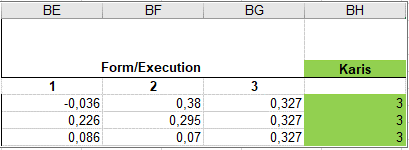 BE BF BG BH
Form/Execution Karis
1 2 3
-0,036 0,38 0,327 3
0,226 0,295 0,327 3
0,086 0,07 0,327 3